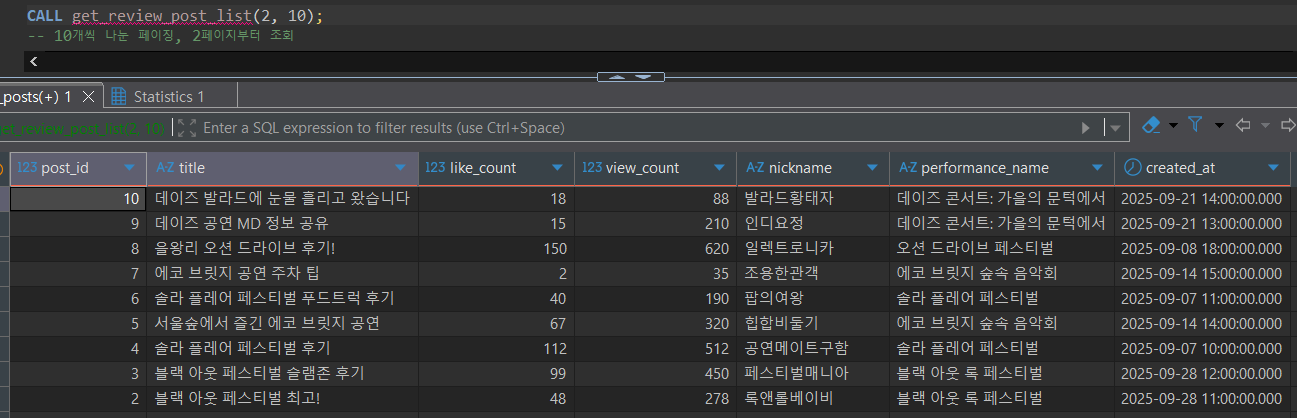 CALL get_review_post_list(2, 10);
-- 10개씩 나눈 페이징, 2페이지부터 조회
_posts(+) 1 Statistics 1
et_review_post_list(2, 10) Enter a SQL expression to filter results (use Ctrl+Space)
123 post_id A-Z title 123 like_count 123 view_count A-Z nickname A-Z performance_name created_at
10 데이즈 발라드에 눈물 흘리고 왔습니다 18 88 발라드황태자 데이즈 콘서트: 가을의 문턱에서 2025-09-21 14:00:00.000
9 데이즈 공연 MD 정보 공유 15 210 인디요정 데이즈 콘서트: 가을의 문턱에서 2025-09-21 13:00:00.000
8 을왕리 오션 드라이브 후기! 150 620 일렉트로니카 오션 드라이브 페스티벌 2025-09-08 18:00:00.000
7 에코 브릿지 공연 주차 팁 2 35 조용한관객 에코 브릿지 숲속 음악회 2025-09-14 15:00:00.000
6 솔라 플레어 페스티벌 푸드트럭 후기 40 190 팝의여왕 솔라 플레어 페스티벌 2025-09-07 11:00:00.000
5 서울숲에서 즐긴 에코 브릿지 공연 67 320 힙합비둘기 에코 브릿지 숲속 음악회 2025-09-14 14:00:00.000
4 솔라 플레어 페스티벌 후기 112 512 공연메이트구함 솔라 플레어 페스티벌 2025-09-07 10:00:00.000
3 블랙 아웃 페스티벌 슬램존 후기 99 450 페스티벌매니아 블랙 아웃 록 페스티벌 2025-09-28 12:00:00.000
2 블랙 아웃 페스티벌 최고! 48 278 록앤롤베이비 블랙 아웃 록 페스티벌 2025-09-28 11:00:00.000